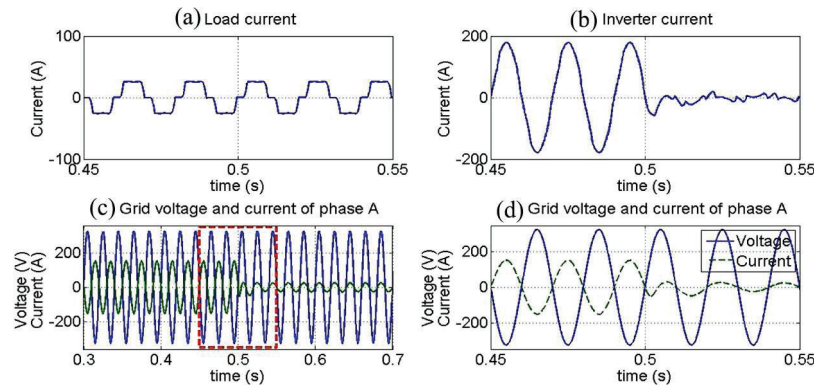 (a) Load current
100
0
-100
0.45
0.5
0.55
Current (A)
time (s)
(b) Inverter current
200
0
-200
0.45
0.5
0.55
Current (A)
time (s)
(c) Grid voltage and current of phase A
200
0
-200
0.3
0.4
0.5
0.6
0.7
Voltage (V)
Current (A)
time (s)
(d) Grid voltage and current of phase A
Voltage
Current
200
0
-200
0.45
0.5
0.55
Voltage (V)
Current (A)
time (s)